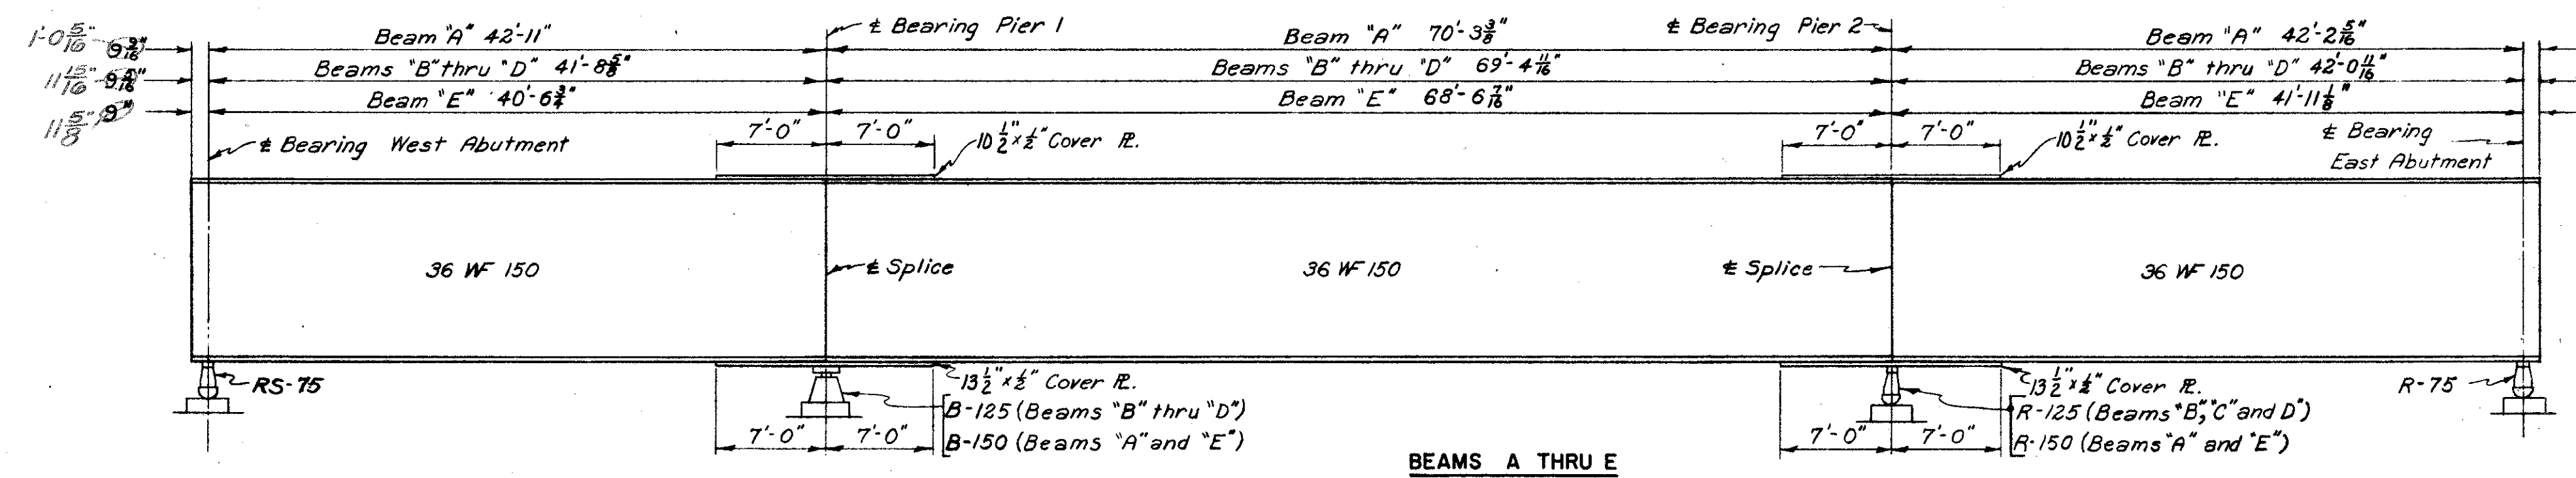 ℄ Bearing Pier 1
℄ Bearing Pier 2
1'-0 5/16"
9 9/16"
Beam "A" 42'-11"
Beam "A" 70'-3 3/8"
Beam "A" 42'-2 5/16"
11 15/16"
Beams "B" thru "D" 41'-8 5/8"
Beams "B" thru "D" 69'-4 11/16"
Beams "B" thru "D" 42'-0 11/16"
11 5/8"
9"
Beam "E" 40'-6 3/4"
Beam "E" 68'-6 7/16"
Beam "E" 41'-11 1/8"
℄ Bearing West Abutment
7'-0"
7'-0"
10 1/2" x 1/2" Cover ℞.
7'-0"
7'-0"
10 1/2" x 1/2" Cover ℞.
℄ Bearing
East Abutment
36 WF 150
℄ Splice
36 WF 150
℄ Splice
36 WF 150
RS-75
13 1/2" x 1/2" Cover ℞.
B-125 (Beams "B" thru "D")
B-150 (Beams "A" and "E")
7'-0"
7'-0"
13 1/2" x 1/2" Cover ℞.
R-125 (Beams "B", "C" and D")
R-150 (Beams "A" and "E")
7'-0"
7'-0"
R-75
BEAMS A THRU E